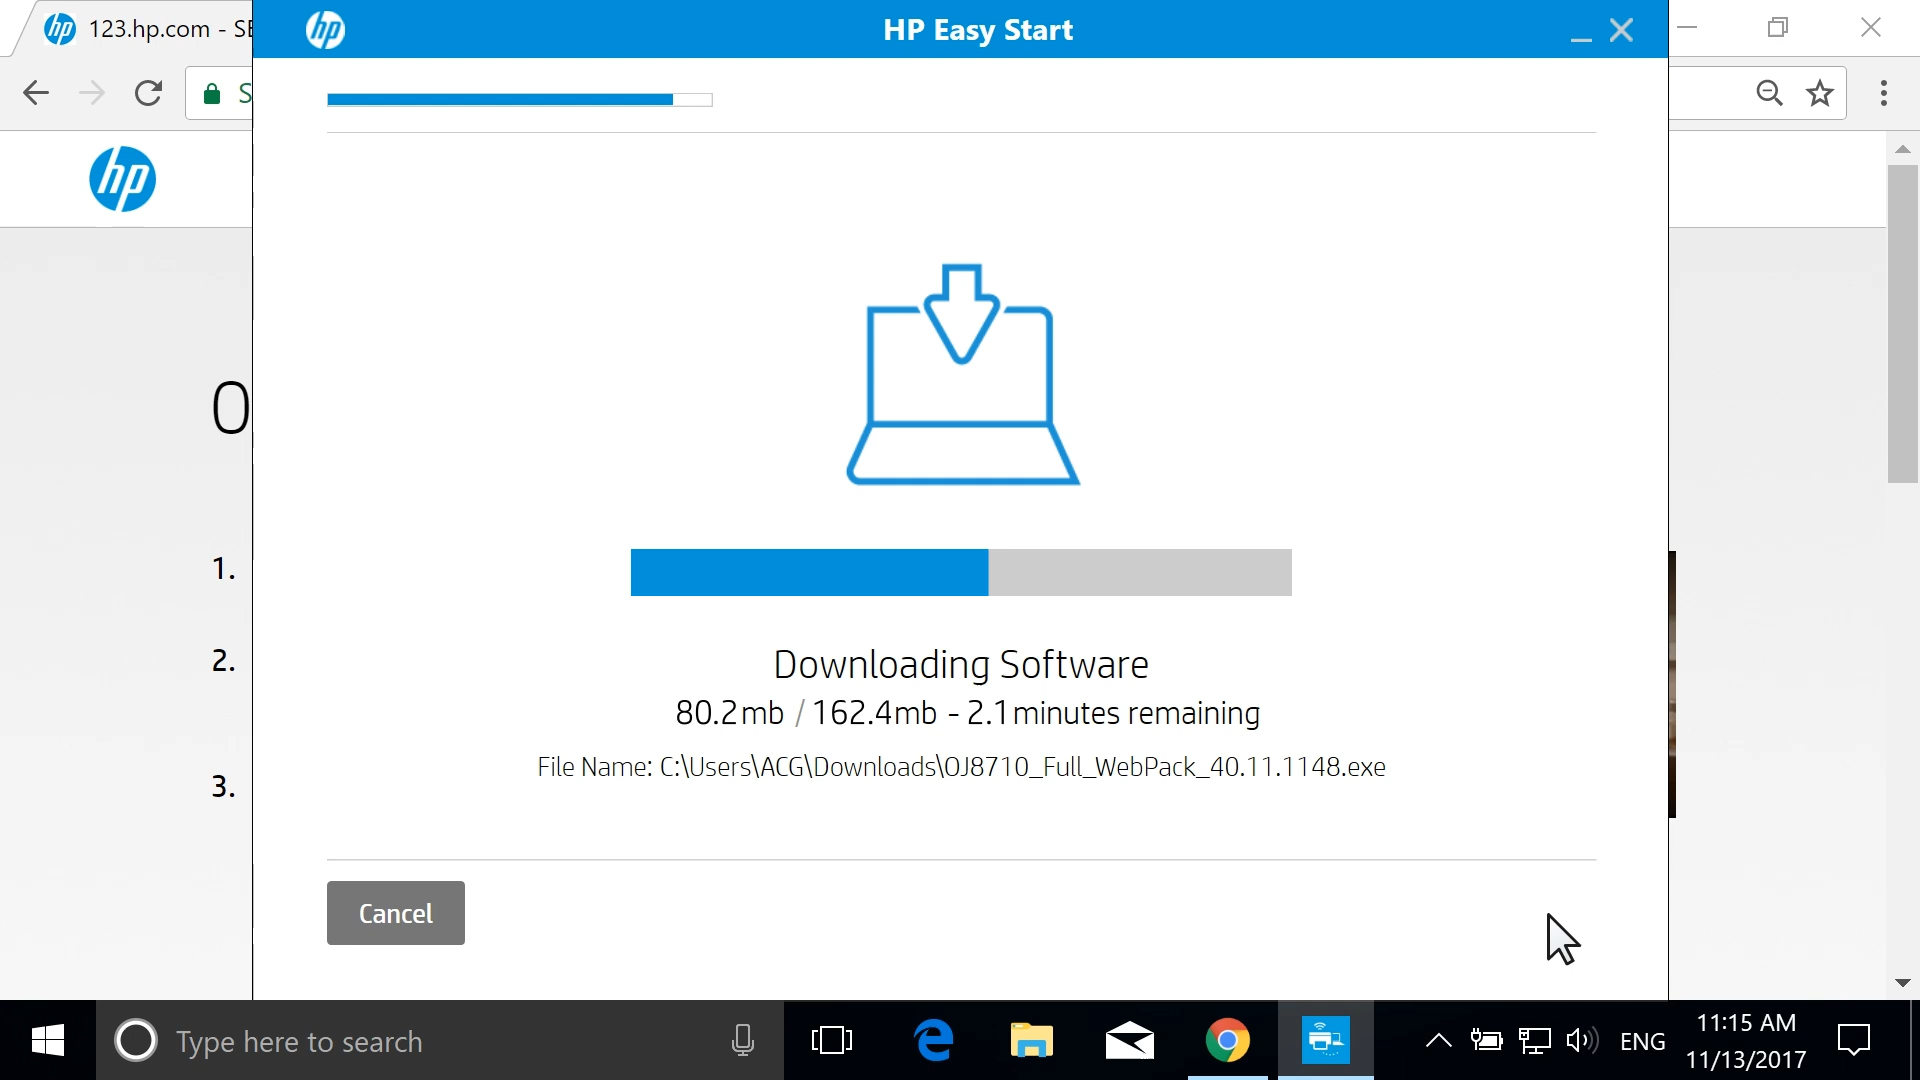 123.hp.com - SE
hp
HP Easy Start
S
hp
O
1.
2.
3.
Downloading Software
80.2mb / 162.4mb - 2.1 minutes remaining
File Name: C:\Users\ACG\Downloads\OJ8710_Full_WebPack_40.11.1148.exe
Cancel
Type here to search
ENG
11:15 AM
11/13/2017